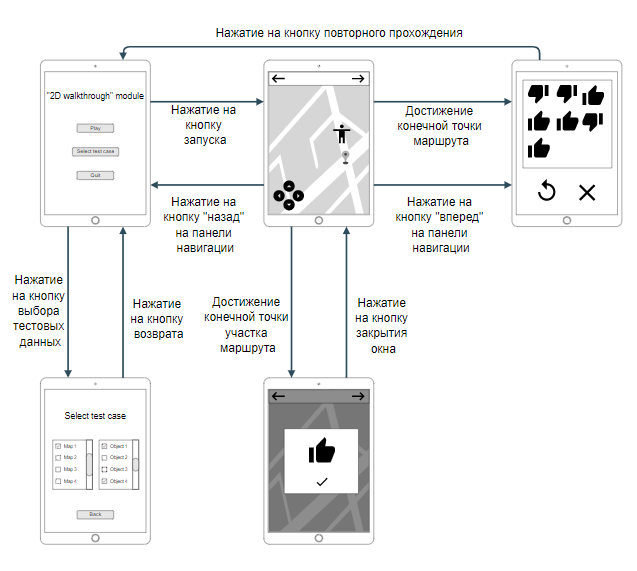 Нажатие на кнопку повторного прохождения
"2D walkthrough" module
Play
Select test case
Quit
Нажатие на
кнопку
запуска
Достижение
конечной точки
маршрута
Нажатие на
кнопку "назад"
на панели
навигации
Нажатие на
кнопку "вперед"
на панели
навигации
Нажатие
на кнопку
выбора
тестовых
данных
Нажатие
на кнопку
возврата
Достижение
конечной точки
участка
маршрута
Нажатие
на кнопку
закрытия
окна
Select test case
Map 1
Map 2
Map 3
Map 4
Object 1
Object 2
Object 3
Object 4
Back